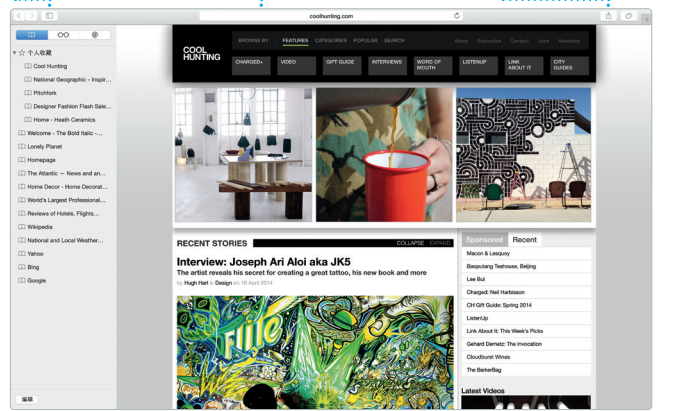 coolhunting.com
@
个人收藏
Cool Hunting
National Geographic - Inspir...
Pitchfork
Designer Fashion Flash Sale...
Home - Heath Ceramics
Welcome - The Bold Italic -...
Lonely Planet
Homepage
The Atlantic — News and an...
Home Decor - Home Decorat...
World's Largest Professional...
Reviews of Hotels, Flights...
Wikipedia
National and Local Weather...
Yahoo
Bing
Google
编辑
COOL
HUNTING
BROWSE BY FEATURES CATEGORIES POPULAR SEARCH
About Subscribe Contact Jobs Advertise
CHARGED+ VIDEO GIFT GUIDE INTERVIEWS WORD OF MOUTH LISTENUP LINK ABOUT IT CITY GUIDES
RECENT STORIES COLLAPSE EXPAND
Interview: Joseph Ari Aloi aka JK5
The artist reveals his secret for creating a great tattoo, his new book and more
by Hugh Hart in Design on 16 April 2014
Flite
Sponsored Recent
Macon & Lesquoy
Baoputang Teahouse, Beijing
Lee Bul
Charged: Neil Harbisson
CH Gift Guide: Spring 2014
ListenUp
Link About It: This Week's Picks
Gehard Demetz: The Invocation
Cloudburst Wines
The BarkerBag
Latest Videos